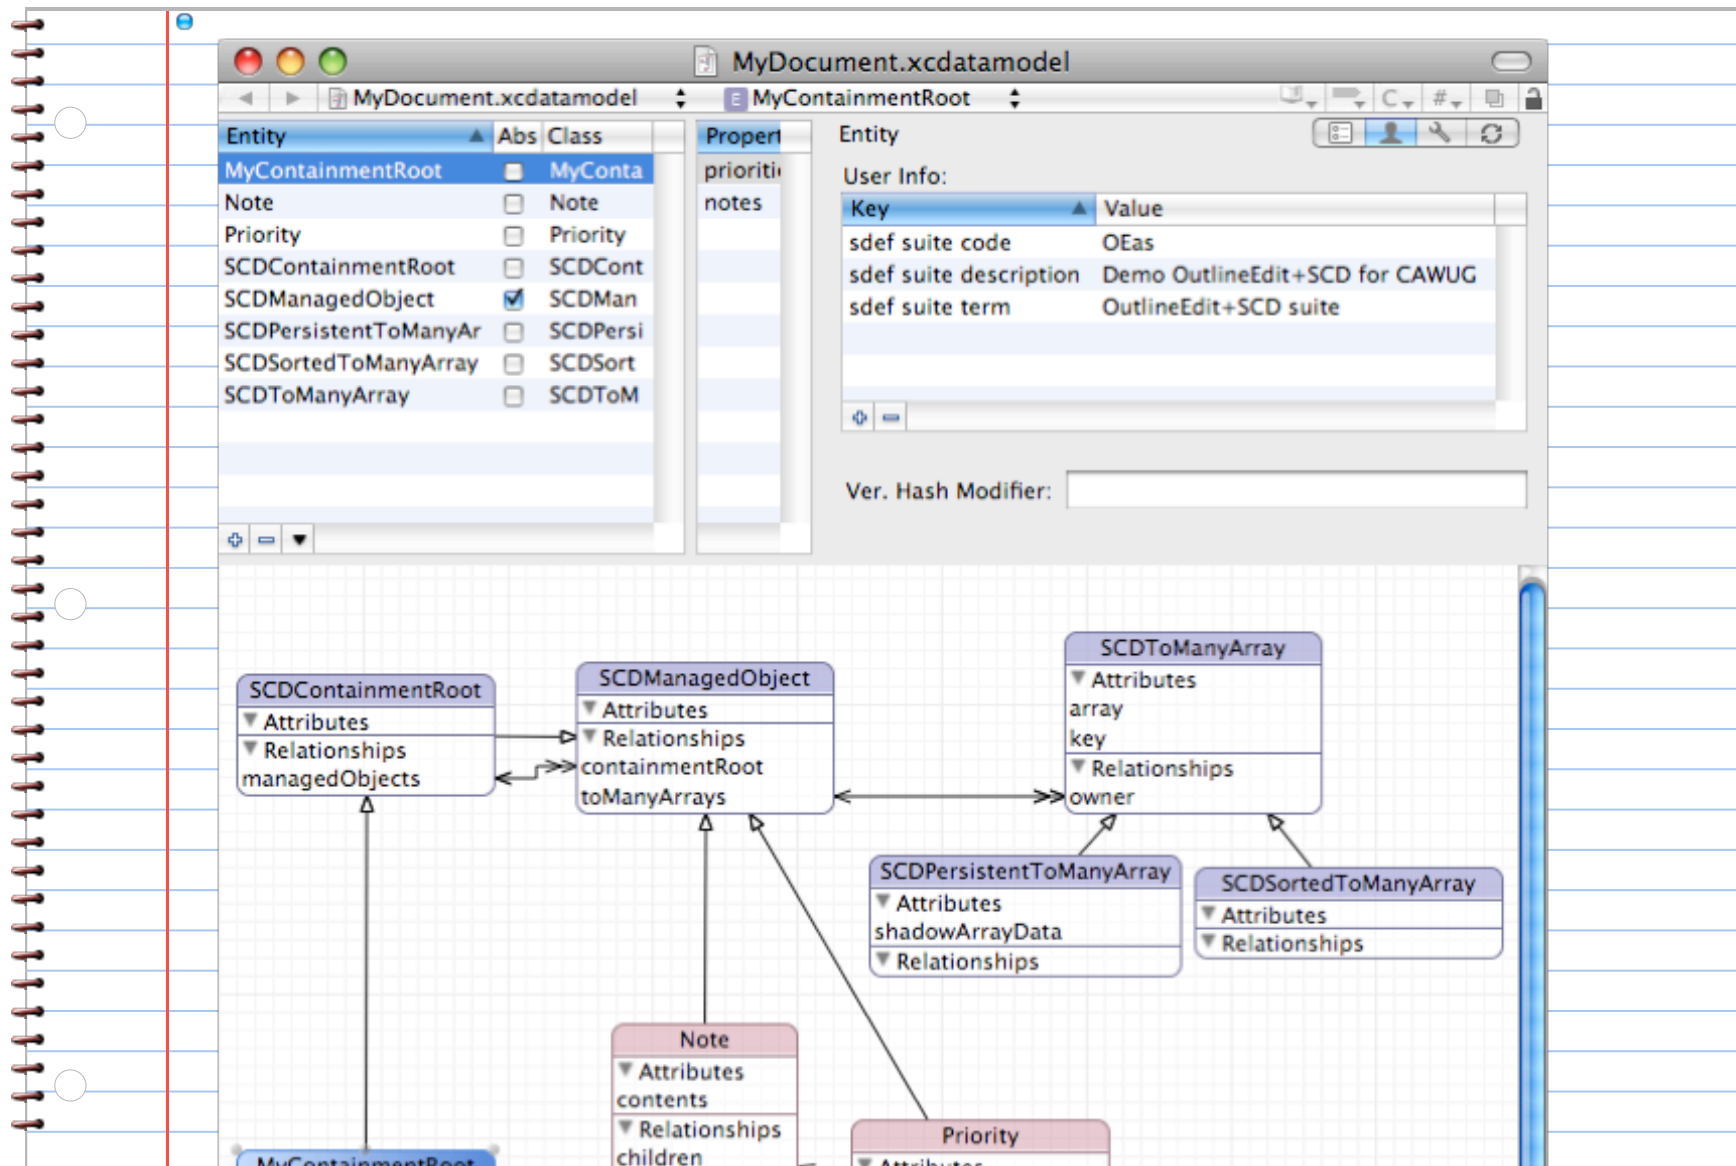 MyDocument.xcdatamodel
MyDocument.xcdatamodel E MyContainmentRoot C #
Entity Abs Class
MyContainmentRoot MyConta
Note Note
Priority Priority
SCDContainmentRoot SCDCont
SCDManagedObject SCDMan
SCDPersistentToManyAr SCDPersi
SCDSortedToManyArray SCDSort
SCDToManyArray SCDToM
Propert
prioriti
notes
Entity
User Info:
Key Value
sdef suite code OEas
sdef suite description Demo OutlineEdit+SCD for CAWUG
sdef suite term OutlineEdit+SCD suite
Ver. Hash Modifier:
SCDContainmentRoot
Attributes
Relationships
managedObjects
SCDManagedObject
Attributes
Relationships
containmentRoot
toManyArrays
SCDToManyArray
Attributes
array
key
Relationships
owner
SCDPersistentToManyArray
Attributes
shadowArrayData
Relationships
SCDSortedToManyArray
Attributes
Relationships
Note
Attributes
contents
Relationships
children
Priority
Attributes
MyContainmentRoot